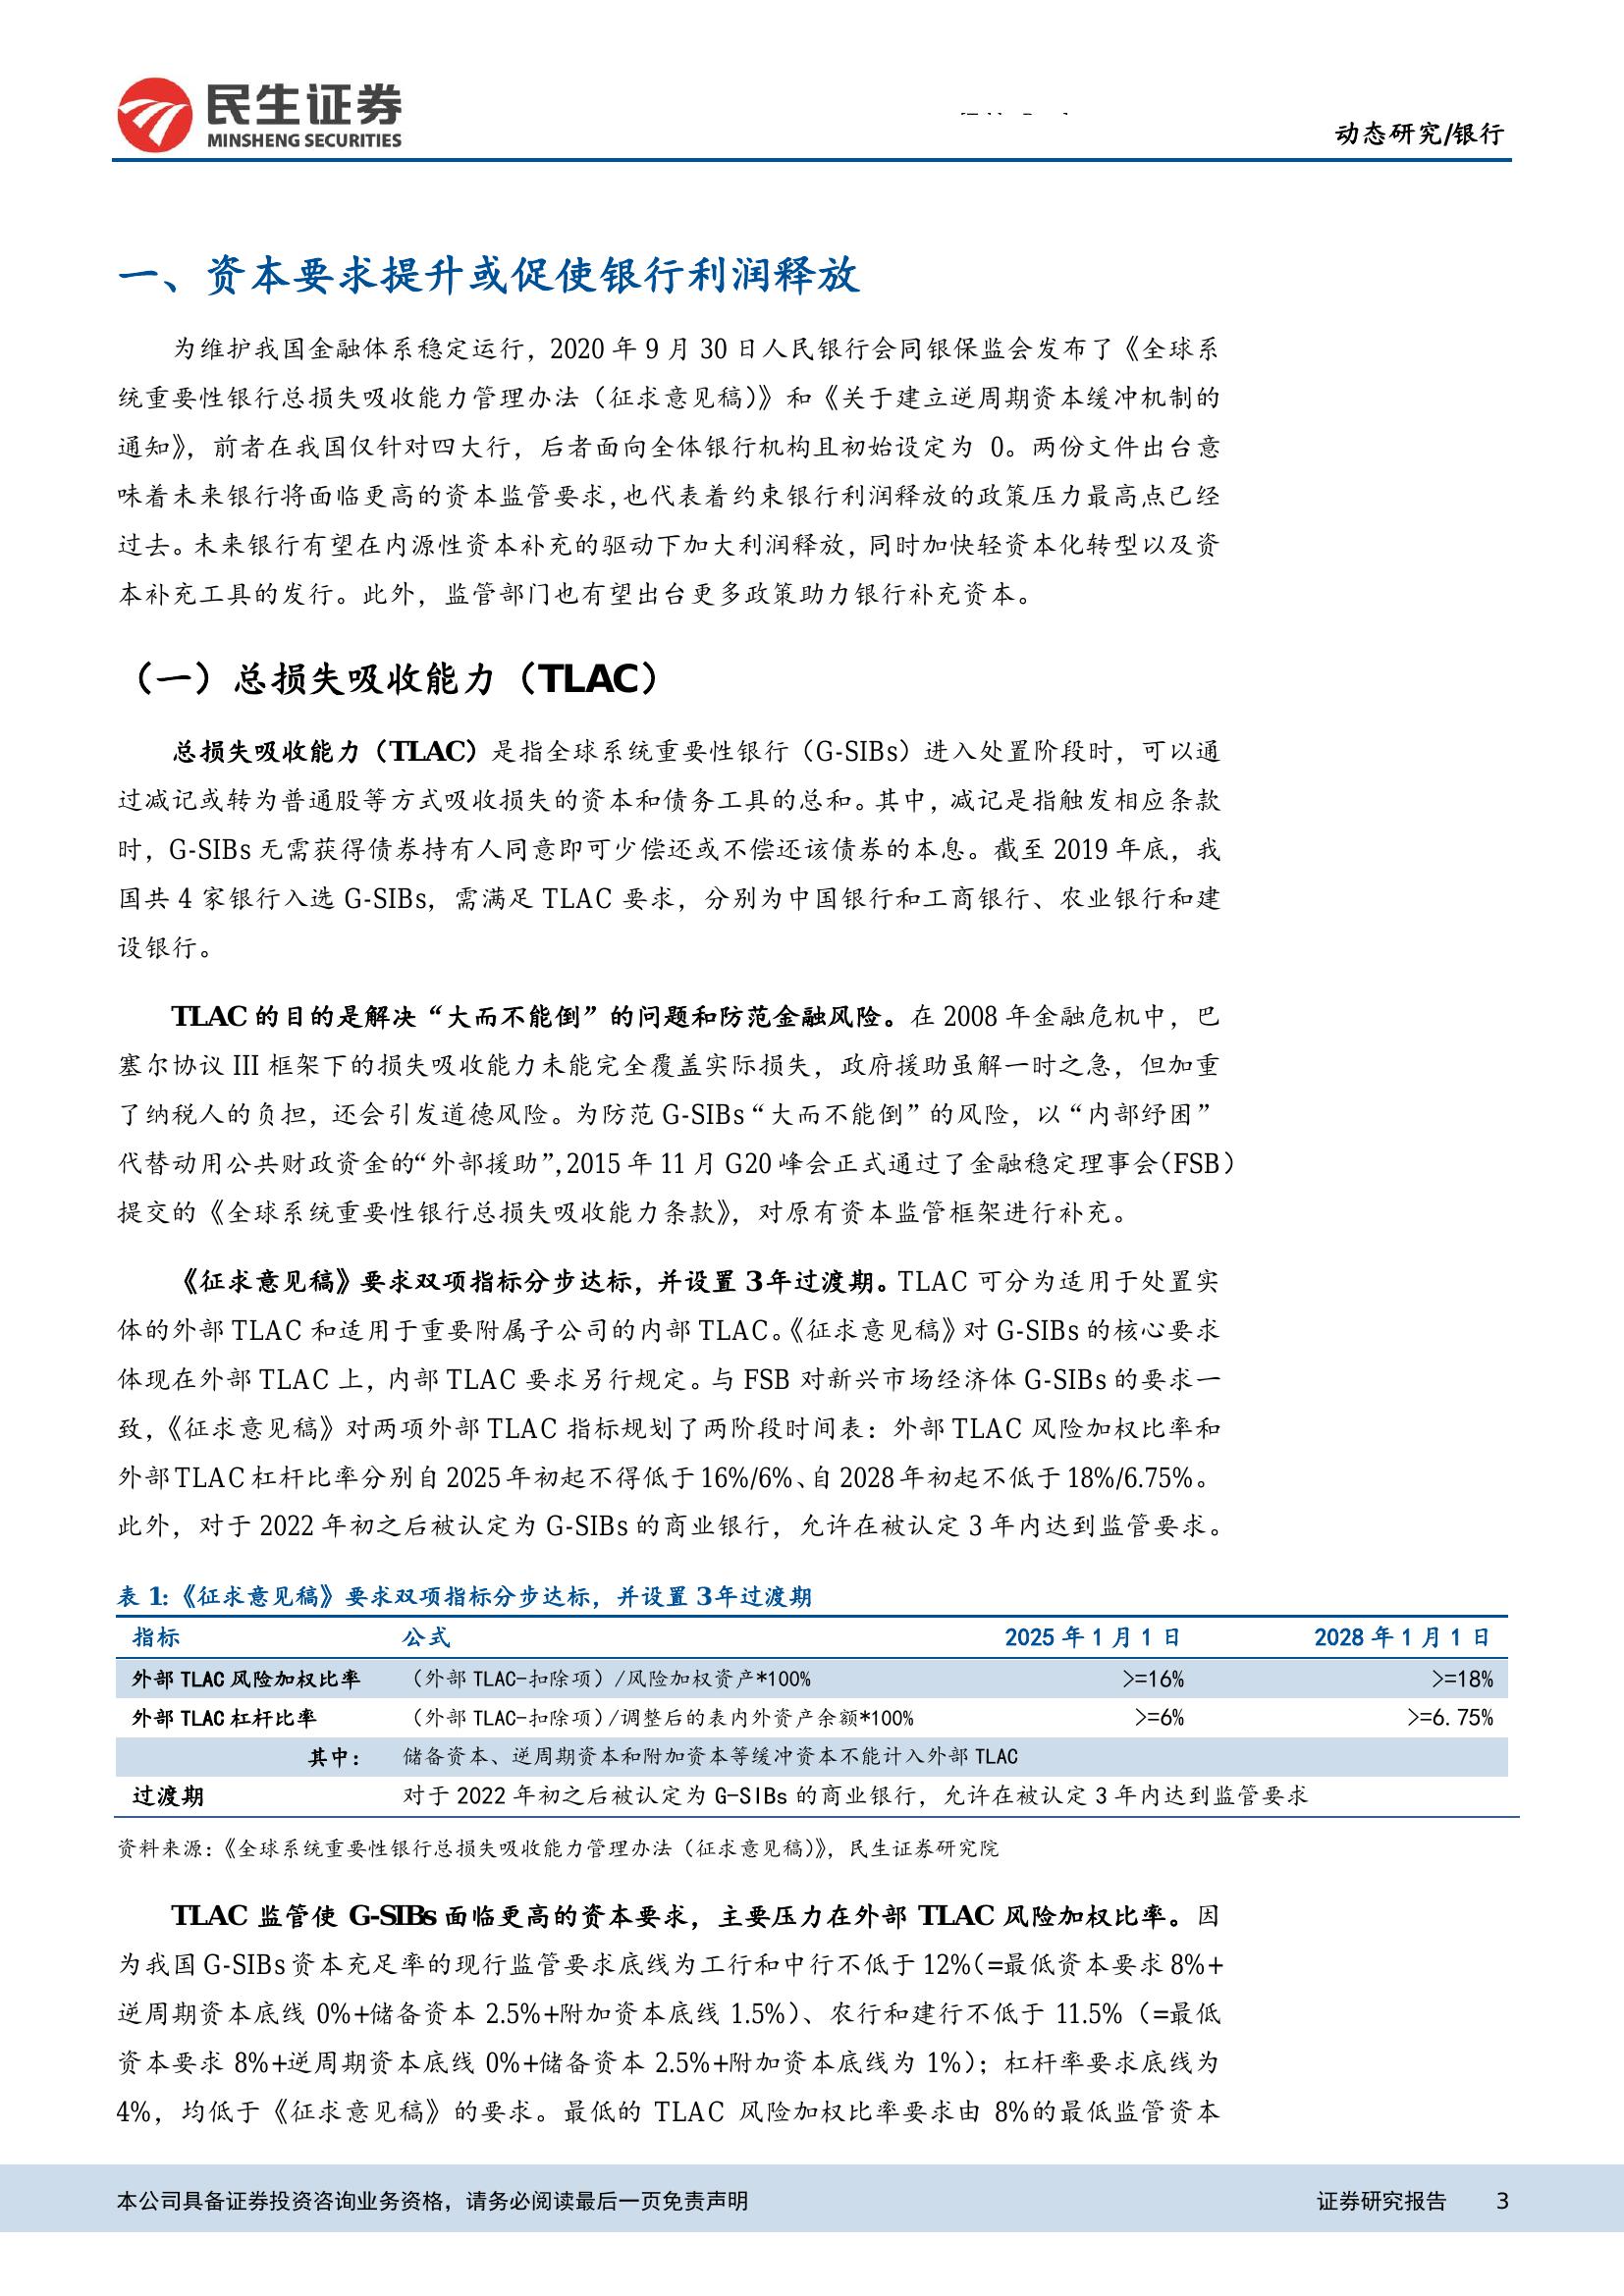 民生证券
MINSHENG SECURITIES
动态研究/银行
一、资本要求提升或促使银行利润释放
为维护我国金融体系稳定运行，2020 年 9 月 30 日人民银行会同银保监会发布了《全球系
统重要性银行总损失吸收能力管理办法（征求意见稿）》和《关于建立逆周期资本缓冲机制的
通知》，前者在我国仅针对四大行，后者面向全体银行机构且初始设定为 0。两份文件出台意
味着未来银行将面临更高的资本监管要求，也代表着约束银行利润释放的政策压力最高点已经
过去。未来银行有望在内源性资本补充的驱动下加大利润释放，同时加快轻资本化转型以及资
本补充工具的发行。此外，监管部门也有望出台更多政策助力银行补充资本。
（一）总损失吸收能力（TLAC）
总损失吸收能力（TLAC）是指全球系统重要性银行（G-SIBs）进入处置阶段时，可以通
过减记或转为普通股等方式吸收损失的资本和债务工具的总和。其中，减记是指触发相应条款
时，G-SIBs 无需获得债券持有人同意即可少偿还或不偿还该债券的本息。截至 2019 年底，我
国共 4 家银行入选 G-SIBs，需满足 TLAC 要求，分别为中国银行和工商银行、农业银行和建
设银行。
TLAC 的目的是解决“大而不能倒”的问题和防范金融风险。在 2008 年金融危机中，巴
塞尔协议 III 框架下的损失吸收能力未能完全覆盖实际损失，政府援助虽解一时之急，但加重
了纳税人的负担，还会引发道德风险。为防范 G-SIBs“大而不能倒”的风险，以“内部纾困”
代替动用公共财政资金的“外部援助”，2015 年 11 月 G20 峰会正式通过了金融稳定理事会（FSB）
提交的《全球系统重要性银行总损失吸收能力条款》，对原有资本监管框架进行补充。
《征求意见稿》要求双项指标分步达标，并设置 3年过渡期。TLAC 可分为适用于处置实
体的外部 TLAC 和适用于重要附属子公司的内部 TLAC。《征求意见稿》对 G-SIBs 的核心要求
体现在外部 TLAC 上，内部 TLAC 要求另行规定。与 FSB 对新兴市场经济体 G-SIBs 的要求一
致，《征求意见稿》对两项外部 TLAC 指标规划了两阶段时间表：外部 TLAC 风险加权比率和
外部 TLAC 杠杆比率分别自 2025 年初起不得低于 16%/6%、自 2028 年初起不低于 18%/6.75%。
此外，对于 2022 年初之后被认定为 G-SIBs 的商业银行，允许在被认定 3 年内达到监管要求。
表 1:《征求意见稿》要求双项指标分步达标，并设置 3年过渡期
指标 公式 2025 年 1 月 1 日 2028 年 1 月 1 日
外部 TLAC 风险加权比率 （外部 TLAC-扣除项）/风险加权资产*100% >=16% >=18%
外部 TLAC 杠杆比率 （外部 TLAC-扣除项）/调整后的表内外资产余额*100% >=6% >=6.75%
其中： 储备资本、逆周期资本和附加资本等缓冲资本不能计入外部 TLAC
过渡期 对于 2022 年初之后被认定为 G-SIBs 的商业银行，允许在被认定 3 年内达到监管要求
资料来源：《全球系统重要性银行总损失吸收能力管理办法（征求意见稿）》，民生证券研究院
TLAC 监管使 G-SIBs 面临更高的资本要求，主要压力在外部 TLAC 风险加权比率。因
为我国 G-SIBs 资本充足率的现行监管要求底线为工行和中行不低于 12%（=最低资本要求 8%+
逆周期资本底线 0%+储备资本 2.5%+附加资本底线 1.5%）、农行和建行不低于 11.5%（=最低
资本要求 8%+逆周期资本底线 0%+储备资本 2.5%+附加资本底线为 1%）；杠杆率要求底线为
4%，均低于《征求意见稿》的要求。最低的 TLAC 风险加权比率要求由 8%的最低监管资本
本公司具备证券投资咨询业务资格，请务必阅读最后一页免责声明 证券研究报告 3